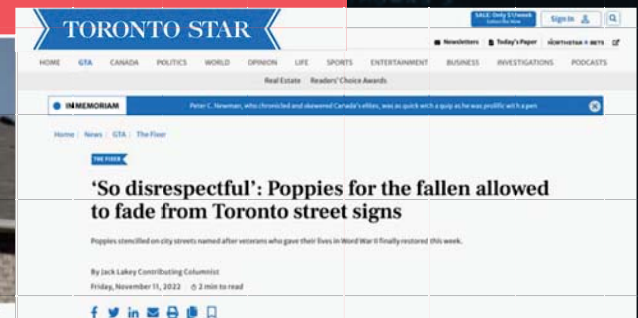 TORONTO STAR
SALE: Only $1/week
Subscribe Now
Sign In
Newsletters Today's Paper NORTHSTAR BETS
HOME GTA CANADA POLITICS WORLD OPINION LIFE SPORTS ENTERTAINMENT BUSINESS INVESTIGATIONS PODCASTS
Real Estate Readers' Choice Awards
IN MEMORIAM Peter C. Newman, who chronicled and skewered Canada's elites, was as quick with a quip as he was prolific with a pen
Home News GTA The Fixer
THE FIXER
‘So disrespectful’: Poppies for the fallen allowed
to fade from Toronto street signs
Poppies stencilled on city streets named after veterans who gave their lives in Word War II finally restored this week.
By Jack Lakey Contributing Columnist
Friday, November 11, 2022 2 min to read